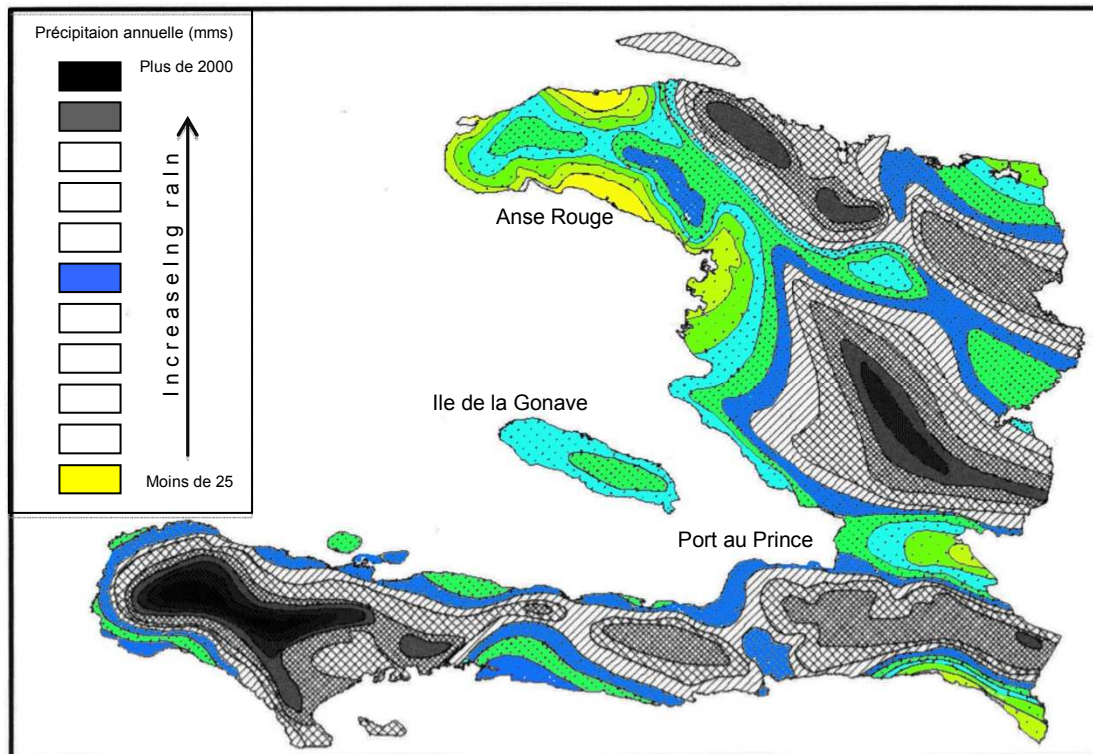 Précipitaion annuelle (mms)
Plus de 2000
IncreaseIng rain
Moins de 25
Anse Rouge
Ile de la Gonave
Port au Prince